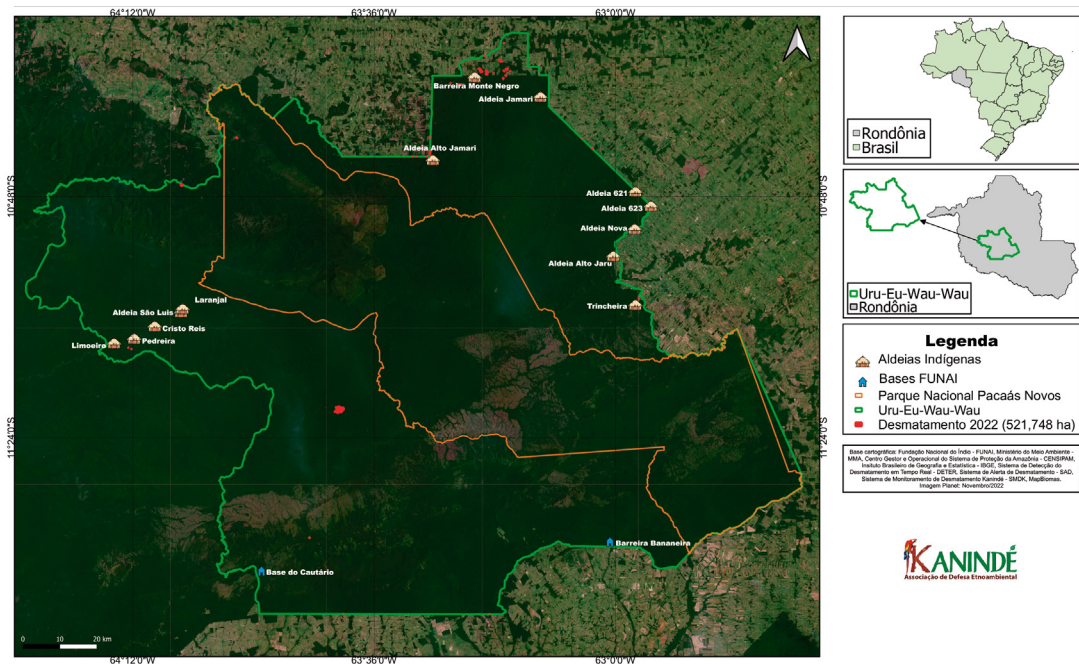 64°12'0"O
63°36'0"O
63°0'0"O
10°48'0"S
11°24'0"S
Barreira Monte Negro
Aldeia Jamari
Aldeia Alto Jamari
Aldeia 621
Aldeia 623
Aldeia Nova
Aldeia Alto Jaru
Trincheira
Laranjal
Aldeia São Luis
Cristo Reis
Pedreira
Limoeiro
Barreira Bananeira
Base do Cautário
0 10 20 km
64°12'0"O
63°36'0"O
63°0'0"O
10°48'0"S
11°24'0"S
Rondônia
Brasil
Uru-Eu-Wau-Wau
Rondônia
Legenda
Aldeias Indígenas
Bases FUNAI
Parque Nacional Pacaás Novos
Uru-Eu-Wau-Wau
Desmatamento 2022 (521,748 ha)
Base cartográfica: Fundação Nacional do Índio - FUNAI, Ministério do Meio Ambiente -
MMA, Centro Gestor e Operacional do Sistema de Proteção da Amazônia - CENSIPAM,
Insituto Brasileiro de Geografia e Estatística - IBGE, Sistema de Detecção do
Desmatamento em Tempo Real - DETER, Sistema de Alerta de Desmatamento - SAD,
Sistema de Monitoramento de Desmatamento Kanindé - SMDK, MapBiomas.
Imagem Planet: Novembro/2022
KANINDÉ
Associação de Defesa Etnoambiental